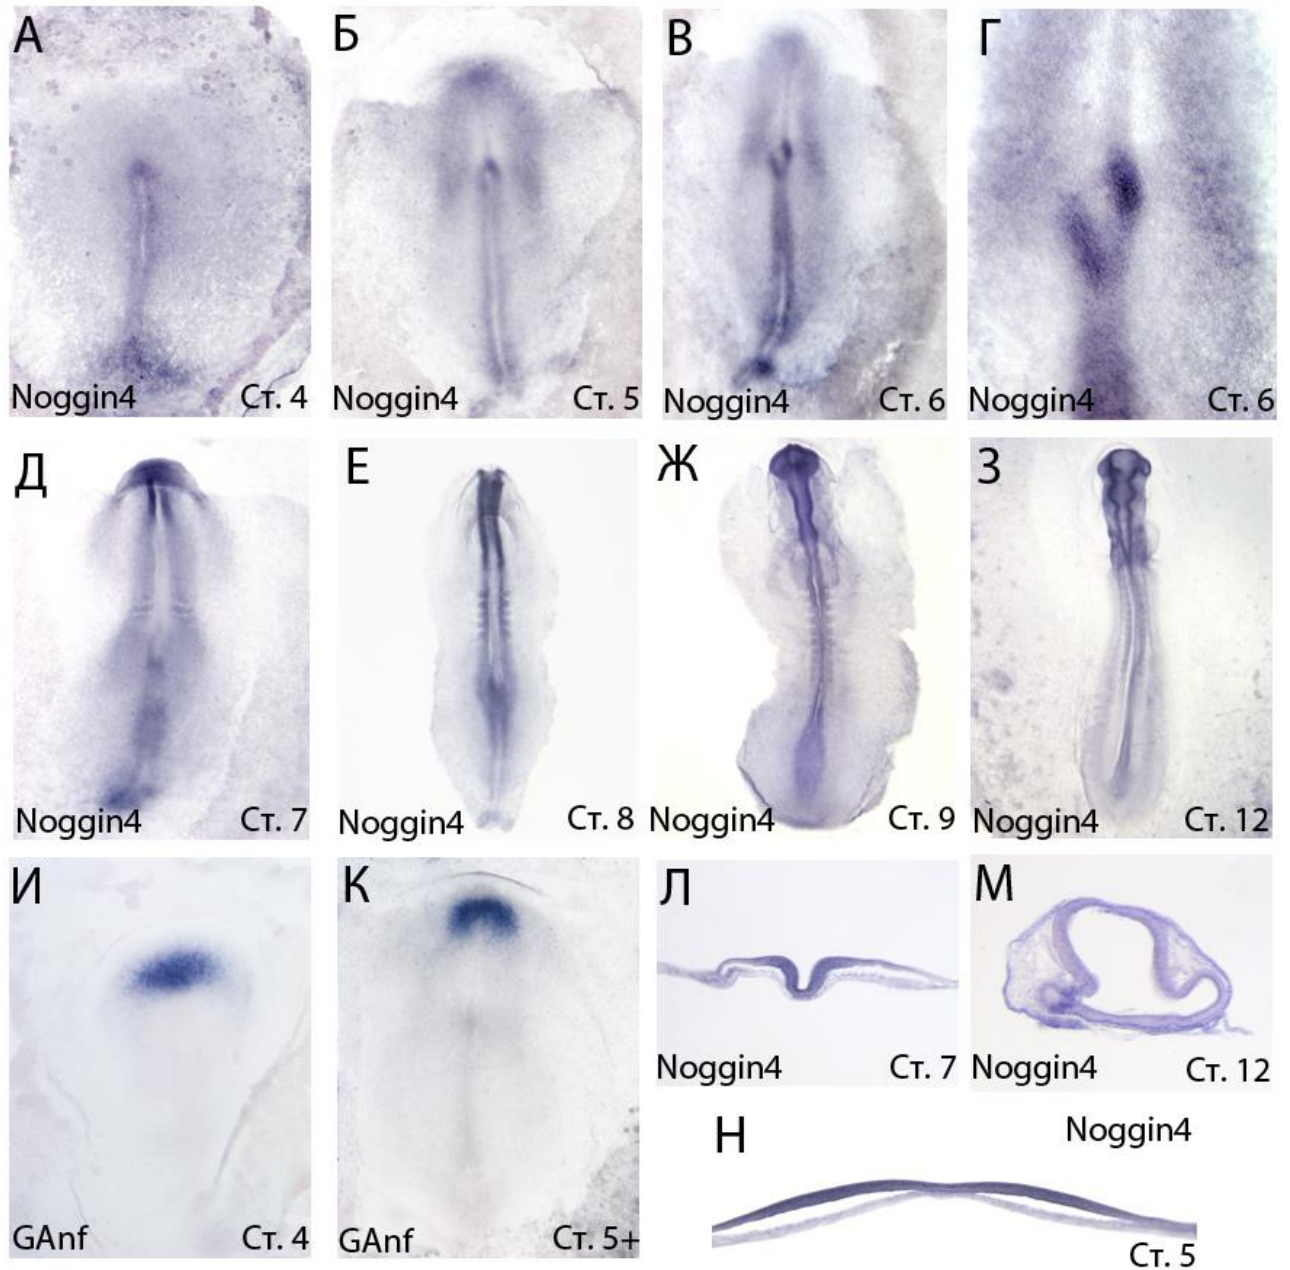 А
Б
В
Г
Noggin4 Ст. 4
Noggin4 Ст. 5
Noggin4 Ст. 6
Noggin4 Ст. 6
Д
Е
Ж
З
Noggin4 Ст. 7
Noggin4 Ст. 8
Noggin4 Ст. 9
Noggin4 Ст. 12
И
К
Л
М
Noggin4 Ст. 7
Noggin4 Ст. 12
Н
Noggin4
GAnf Ст. 4
GAnf Ст. 5+
Ст. 5